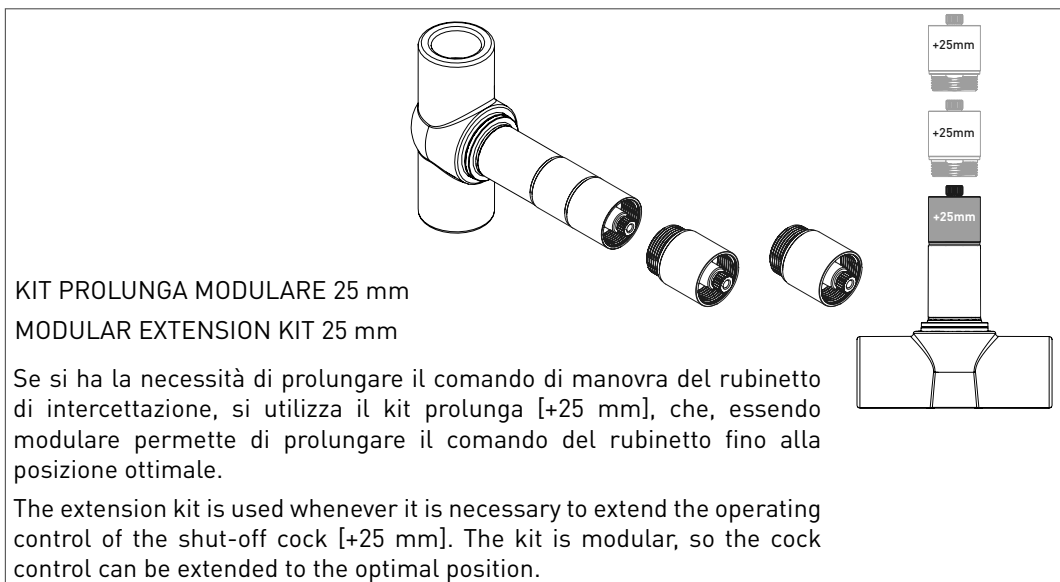 +25mm
+25mm
+25mm
KIT PROLUNGA MODULARE 25 mm
MODULAR EXTENSION KIT 25 mm
Se si ha la necessità di prolungare il comando di manovra del rubinetto
di intercettazione, si utilizza il kit prolunga [+25 mm], che, essendo
modulare permette di prolungare il comando del rubinetto fino alla
posizione ottimale.
The extension kit is used whenever it is necessary to extend the operating
control of the shut-off cock [+25 mm]. The kit is modular, so the cock
control can be extended to the optimal position.